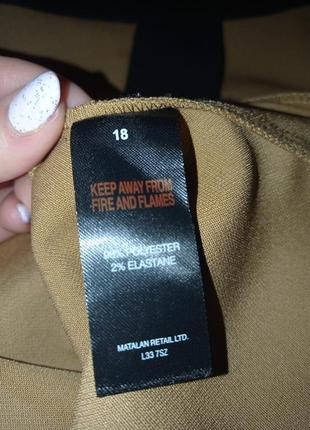 18
KEEP AWAY FROM
FIRE AND FLAMES
98% POLYESTER
2% ELASTANE
MATALAN RETAIL LTD.
L33 7SZ